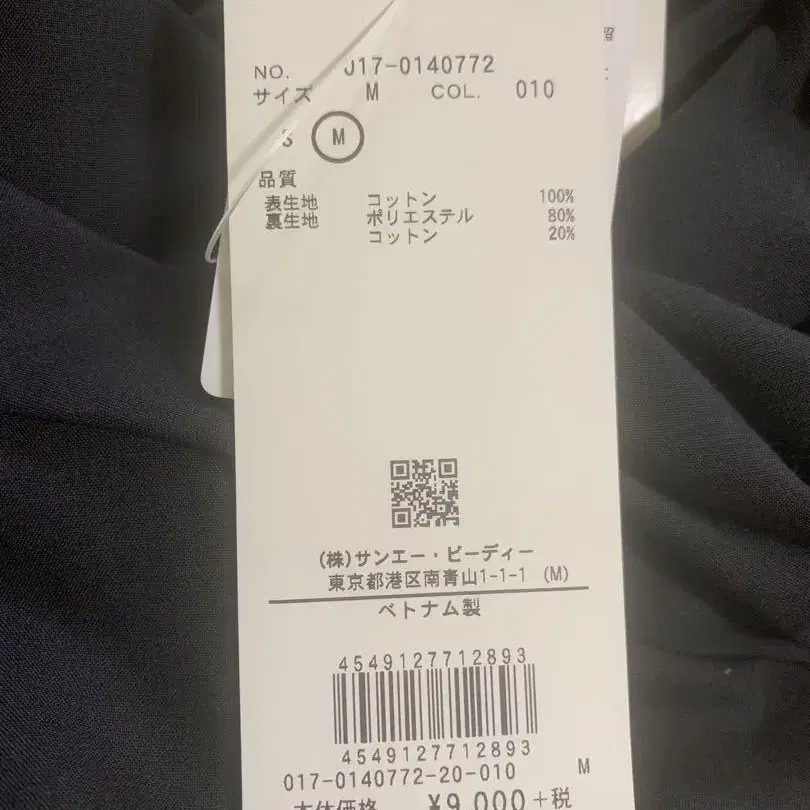 NO. 017-0140772
サイズ M COL. 010
S M
品質
表生地 コットン 100%
裏生地 ポリエステル 80%
コットン 20%
(株)サンエー・ビーディー
東京都港区南青山1-1-1 (M)
ベトナム製
4549127712893
4549127712893
017-0140772-20-010 M
本体価格 ¥9,000+税